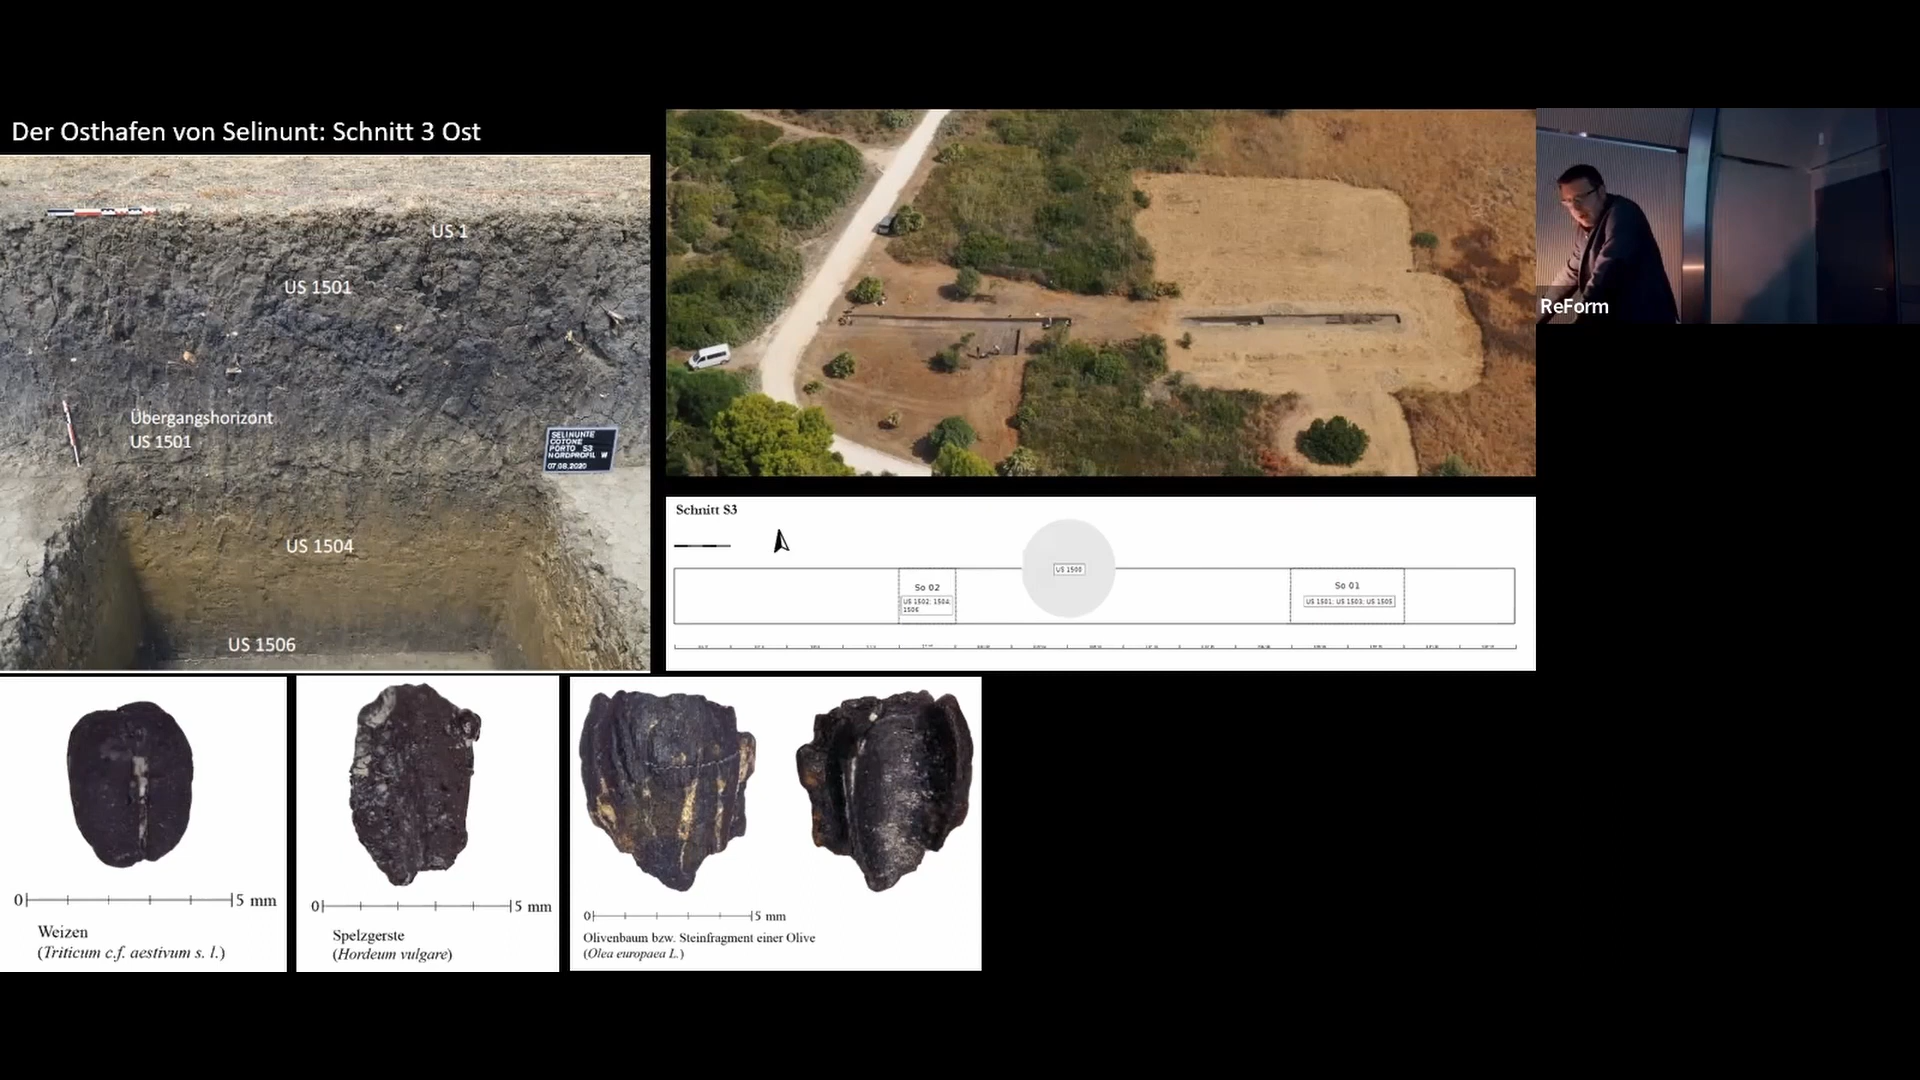 Der Osthafen von Selinunt: Schnitt 3 Ost
US 1
US 1501
Übergangshorizont
US 1501
SELINUNTE
COTONE
PORTO S3
NORDPROFIL W
07.08.2020
US 1504
US 1506
ReForm
Schnitt S3
US 1500
So 02
US 1502; 1504;
1506
So 01
US 1501; US 1503; US 1505
0 5 mm
Weizen
(Triticum c.f. aestivum s. l.)
0 5 mm
Spelzgerste
(Hordeum vulgare)
0 5 mm
Olivenbaum bzw. Steinfragment einer Olive
(Olea europaea L.)